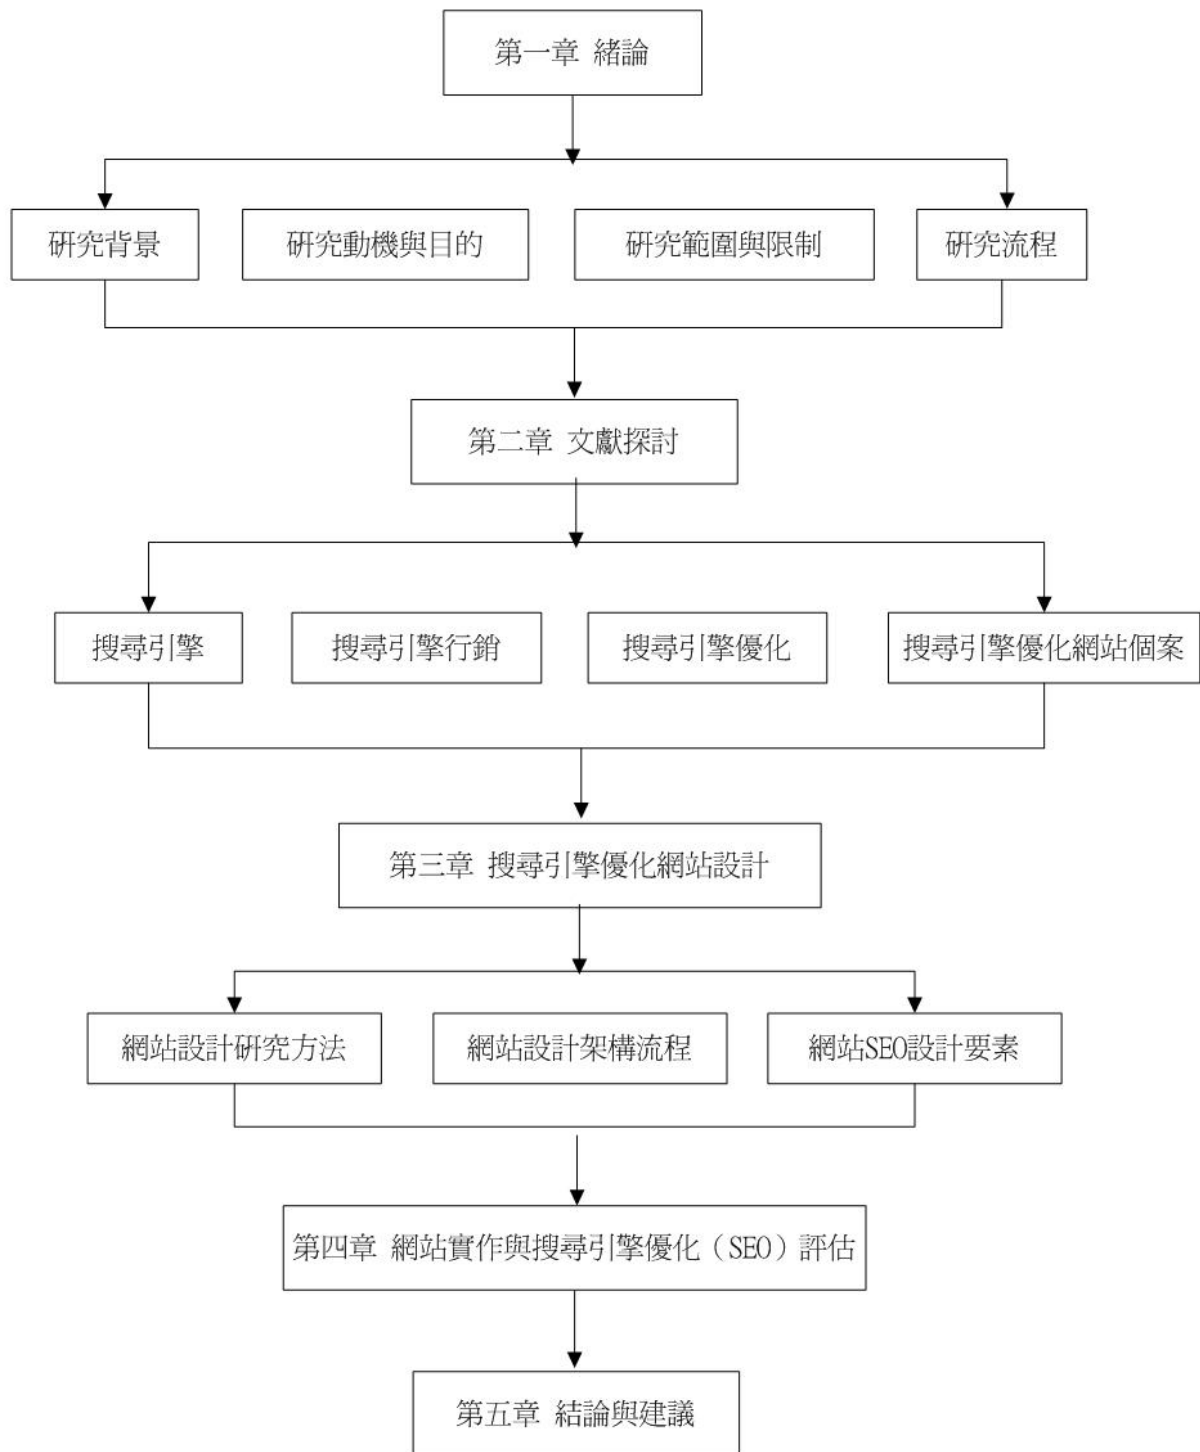 第一章 緒論
研究背景
研究動機與目的
研究範圍與限制
研究流程
第二章 文獻探討
搜尋引擎
搜尋引擎行銷
搜尋引擎優化
搜尋引擎優化網站個案
第三章 搜尋引擎優化網站設計
網站設計研究方法
網站設計架構流程
網站SEO設計要素
第四章 網站實作與搜尋引擎優化（SEO）評估
第五章 結論與建議